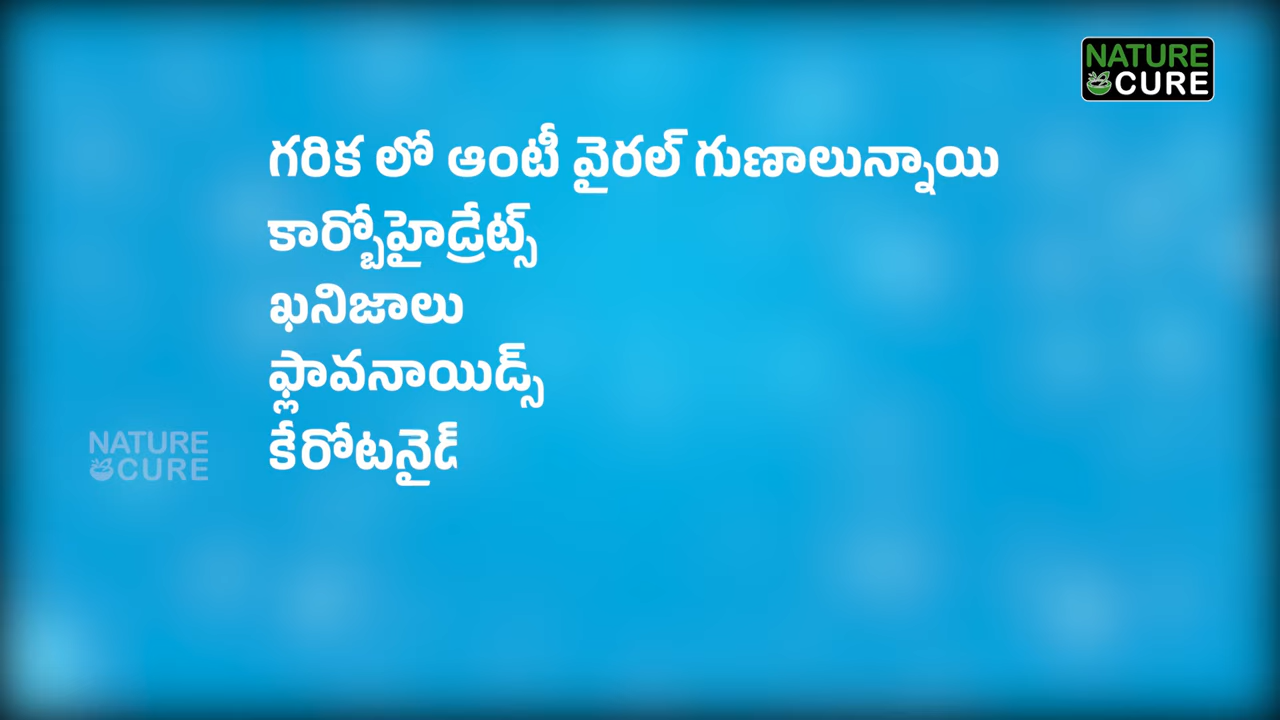 NATURE
CURE
గరిక లో ఆంటీ వైరల్ గుణాలున్నాయి
కార్బోహైడ్రేట్స్
ఖనిజాలు
ఫ్లావనాయిడ్స్
కేరోటనైడ్
NATURE
CURE